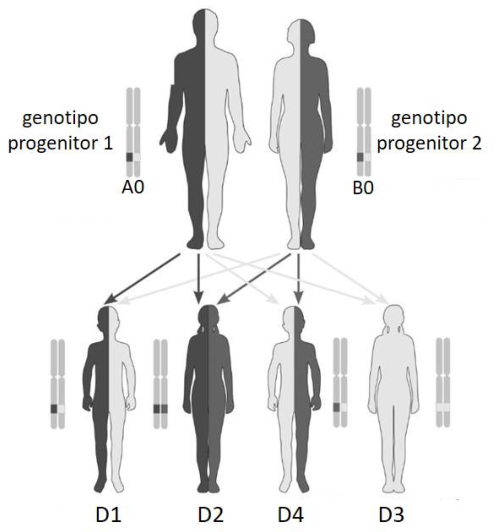 genotipo
progenitor 1
A0
genotipo
progenitor 2
B0
D1
D2
D4
D3